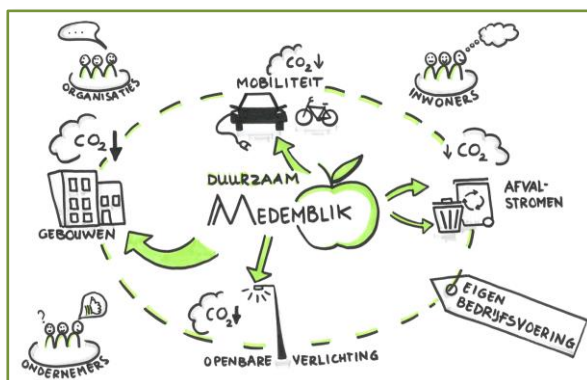 ...
ORGANISATIES
CO2
MOBILITEIT
INWONERS
CO2
CO2
DUURZAAM
MEDEMBLIK
AFVAL-
STROMEN
GEBOUWEN
EIGEN
BEDRIJFSVOERING
?
ONDERNEMERS
CO2
OPENBARE VERLICHTING